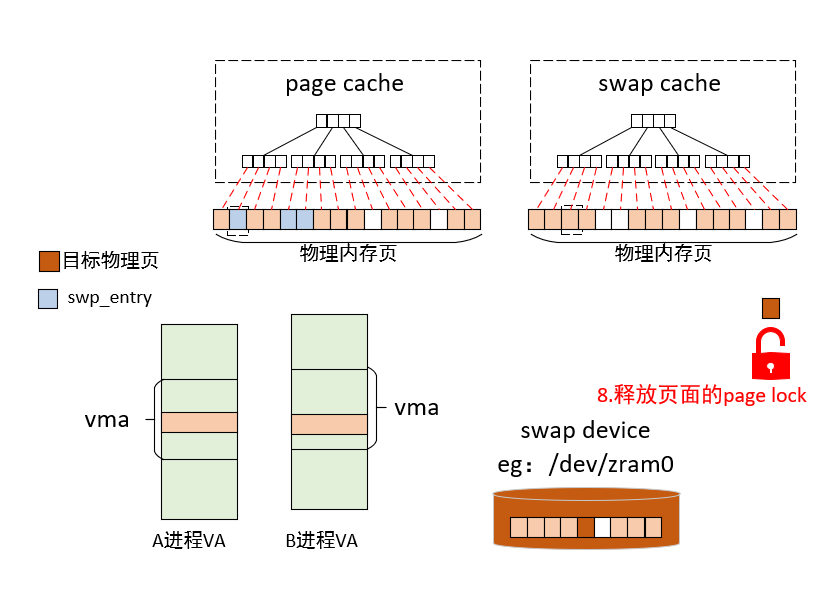 page cache
swap cache
物理内存页
物理内存页
目标物理页
swp_entry
8.释放页面的page lock
vma
vma
swap device
eg：/dev/zram0
A进程VA
B进程VA